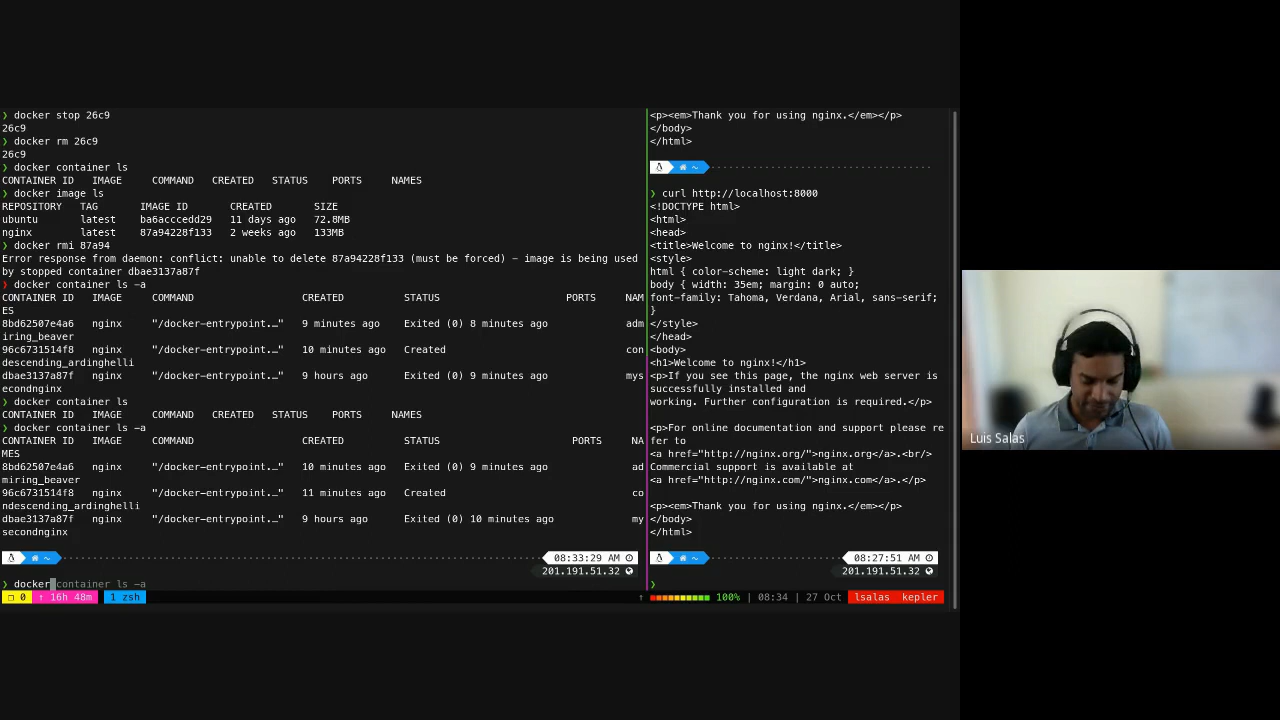 ❯ docker stop 26c9
26c9
❯ docker rm 26c9
26c9
❯ docker container ls
CONTAINER ID   IMAGE     COMMAND   CREATED   STATUS    PORTS     NAMES
❯ docker image ls
REPOSITORY   TAG       IMAGE ID       CREATED       SIZE
ubuntu       latest    ba6acccedd29   11 days ago   72.8MB
nginx        latest    87a94228f133   2 weeks ago   133MB
❯ docker rmi 87a94
Error response from daemon: conflict: unable to delete 87a94228f133 (must be forced) - image is being used
by stopped container dbae3137a87f
❯ docker container ls -a
CONTAINER ID   IMAGE     COMMAND                  CREATED          STATUS                     PORTS     NAM
ES
8bd62507e4a6   nginx     "/docker-entrypoint.…"   9 minutes ago    Exited (0) 8 minutes ago             adm
iring_beaver
96c6731514f8   nginx     "/docker-entrypoint.…"   10 minutes ago   Created                              con
descending_ardinghelli
dbae3137a87f   nginx     "/docker-entrypoint.…"   9 hours ago      Exited (0) 9 minutes ago             mys
econdnginx
❯ docker container ls
CONTAINER ID   IMAGE     COMMAND   CREATED   STATUS    PORTS     NAMES
❯ docker container ls -a
CONTAINER ID   IMAGE     COMMAND                  CREATED          STATUS                      PORTS     NA
MES
8bd62507e4a6   nginx     "/docker-entrypoint.…"   10 minutes ago   Exited (0) 9 minutes ago              ad
miring_beaver
96c6731514f8   nginx     "/docker-entrypoint.…"   11 minutes ago   Created                               co
ndescending_ardinghelli
dbae3137a87f   nginx     "/docker-entrypoint.…"   9 hours ago      Exited (0) 10 minutes ago             my
secondnginx
~ 08:33:29 AM
201.191.51.32
❯ docker container ls -a
<p><em>Thank you for using nginx.</em></p>
</body>
</html>
~
❯ curl http://localhost:8000
<!DOCTYPE html>
<html>
<head>
<title>Welcome to nginx!</title>
<style>
html { color-scheme: light dark; }
body { width: 35em; margin: 0 auto;
font-family: Tahoma, Verdana, Arial, sans-serif;
}
</style>
</head>
<body>
<h1>Welcome to nginx!</h1>
<p>If you see this page, the nginx web server is
successfully installed and
working. Further configuration is required.</p>
<p>For online documentation and support please re
fer to
<a href="http://nginx.org/">nginx.org</a>.<br/>
Commercial support is available at
<a href="http://nginx.com/">nginx.com</a>.</p>
<p><em>Thank you for using nginx.</em></p>
</body>
</html>
~ 08:27:51 AM
201.191.51.32
❯
□ 0 ↑ 16h 48m 1 zsh ↑ 100% | 08:34 | 27 Oct lsalas kepler
Luis Salas